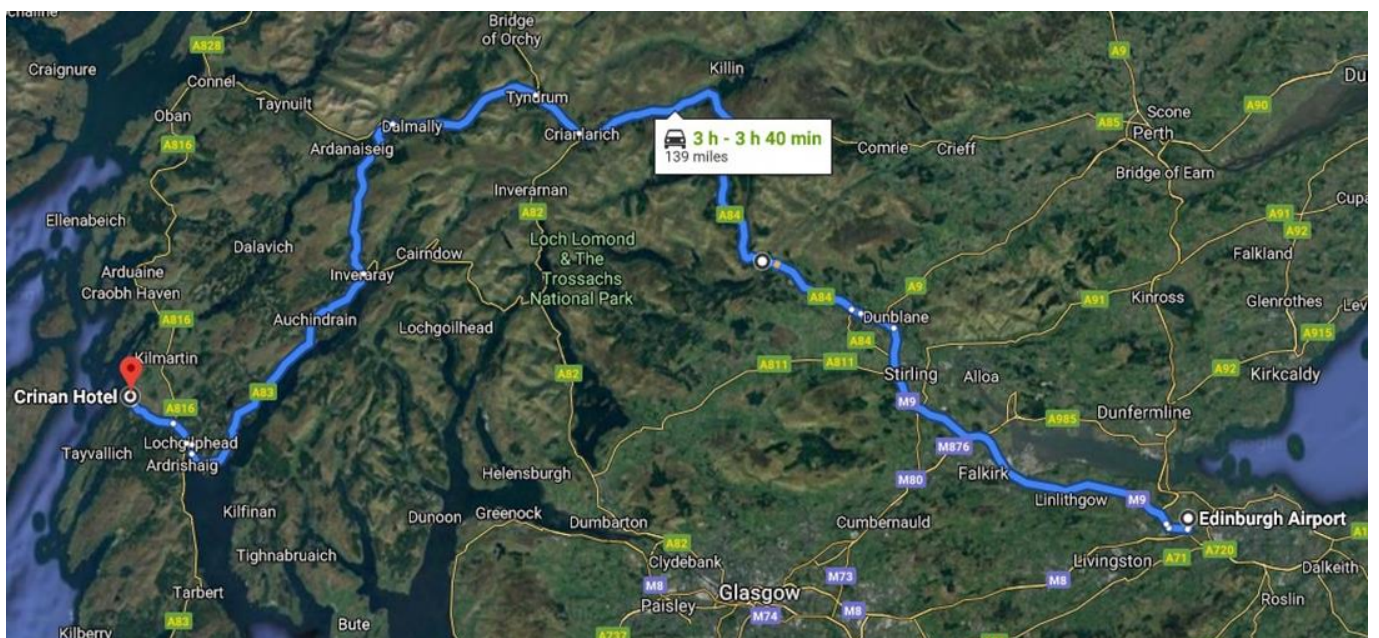 Bridge
of Orchy
A828
A9
Craignure
Connel
Killin
Taynuilt
Tyndrum
Scone
A90
Oban
Dalmally
Crianlarich
3 h - 3 h 40 min
139 miles
A85
Perth
A816
Ardanaiseig
Comrie
Crieff
Bridge of Earn
Inverarnan
Ellenabeich
A82
A84
A91
A92
Dalavich
Cairndow
Loch Lomond
& The
Trossachs
National Park
Falkland
Arduaine
Inveraray
Craobh Haven
A84
A9
A91
Kinross
Glenrothes
A816
Auchindrain
Lochgoilhead
Dunblane
A915
A84
Kilmartin
A811
A811
A92
Kirkcaldy
Crinan Hotel
A83
A82
Stirling
Alloa
A816
M9
Dunfermline
A985
Lochgilphead
M876
Tayvallich
Ardrishaig
Helensburgh
Falkirk
M80
Linlithgow
M9
Kilfinan
Dunoon
Greenock
Dumbarton
Cumbernauld
Edinburgh Airport
A82
Tighnabruaich
Clydebank
Livingston
A71
A720
Dalkeith
M8
Glasgow
M73
M8
Tarbert
Paisley
M8
Roslin
A83
Bute
M74
Kilberry
A737